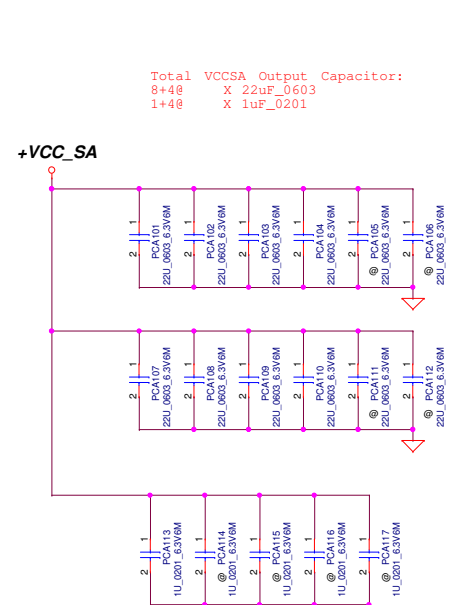 Total VCCSA Output Capacitor:
8+4@ X 22uF_0603
1+4@ X 1uF_0201
+VCC_SA
1 2 PCA101 22U_0603_6.3V6M
1 2 PCA102 22U_0603_6.3V6M
1 2 PCA103 22U_0603_6.3V6M
1 2 PCA104 22U_0603_6.3V6M
1 2 @ PCA105 22U_0603_6.3V6M
1 2 @ PCA106 22U_0603_6.3V6M
1 2 PCA107 22U_0603_6.3V6M
1 2 PCA108 22U_0603_6.3V6M
1 2 PCA109 22U_0603_6.3V6M
1 2 PCA110 22U_0603_6.3V6M
1 2 @ PCA111 22U_0603_6.3V6M
1 2 @ PCA112 22U_0603_6.3V6M
1 2 PCA113 1U_0201_6.3V6M
1 2 @ PCA114 1U_0201_6.3V6M
1 2 @ PCA115 1U_0201_6.3V6M
1 2 @ PCA116 1U_0201_6.3V6M
1 2 @ PCA117 1U_0201_6.3V6M